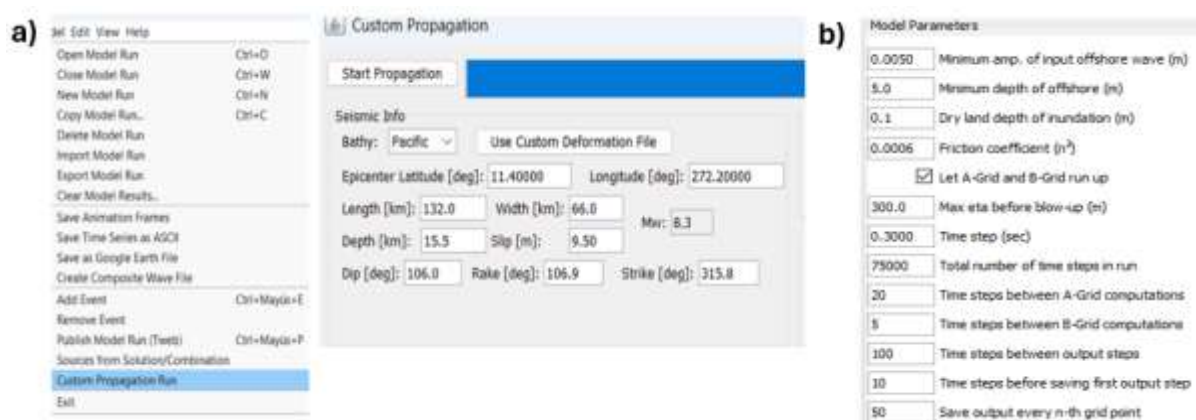 a)
del Edit View Help
Open Model Run Ctrl+O
Close Model Run Ctrl+W
New Model Run Ctrl+N
Copy Model Run... Ctrl+C
Delete Model Run
Import Model Run
Export Model Run
Clear Model Results...
Save Animation Frames
Save Time Series as ASCII
Save as Google Earth File
Create Composite Wave File
Add Event Ctrl+Mayús+E
Remove Event
Publish Model Run (Tweb) Ctrl+Mayús+P
Sources from Solution/Combination
Custom Propagation Run
Exit
Custom Propagation
Start Propagation
Seismic Info
Bathy: Pacific Use Custom Deformation File
Epicenter Latitude [deg]: 11.40000 Longitude [deg]: 272.20000
Length [km]: 132.0 Width [km]: 66.0
Mw: 8.3
Depth [km]: 15.5 Slip [m]: 9.50
Dip [deg]: 106.0 Rake [deg]: 106.9 Strike [deg]: 315.8
b)
Model Parameters
0.0050 Minimum amp. of input offshore wave (m)
5.0 Minimum depth of offshore (m)
0.1 Dry land depth of inundation (m)
0.0006 Friction coefficient (n²)
Let A-Grid and B-Grid run up
300.0 Max eta before blow-up (m)
0.3000 Time step (sec)
75000 Total number of time steps in run
20 Time steps between A-Grid computations
5 Time steps between B-Grid computations
100 Time steps between output steps
10 Time steps before saving first output step
50 Save output every n-th grid point